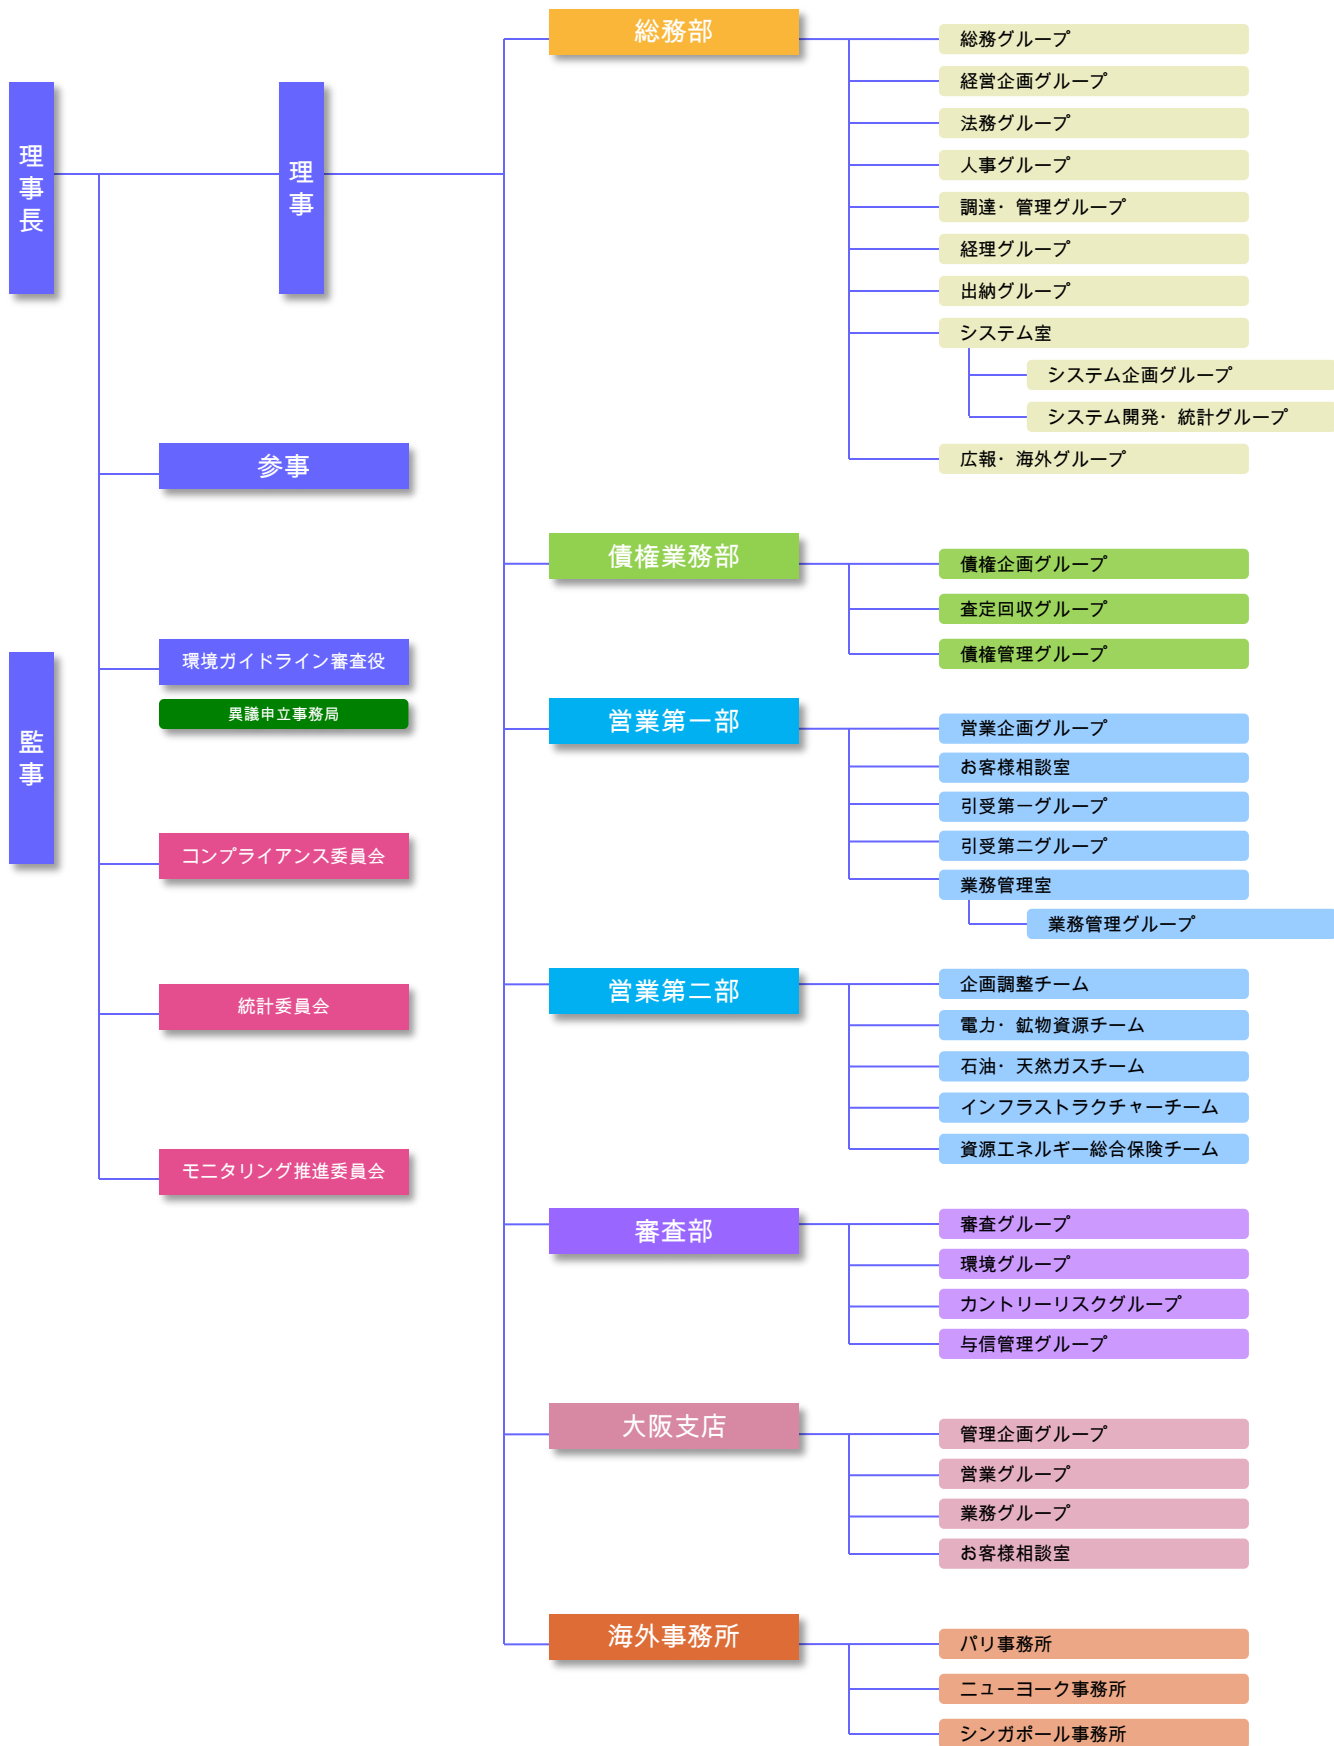 理事長
理事
参事
環境ガイドライン審査役
異議申立事務局
監事
コンプライアンス委員会
統計委員会
モニタリング推進委員会
総務部
総務グループ
経営企画グループ
法務グループ
人事グループ
調達・管理グループ
経理グループ
出納グループ
システム室
システム企画グループ
システム開発・統計グループ
広報・海外グループ
債権業務部
債権企画グループ
査定回収グループ
債権管理グループ
営業第一部
営業企画グループ
お客様相談室
引受第一グループ
引受第二グループ
業務管理室
業務管理グループ
営業第二部
企画調整チーム
電力・鉱物資源チーム
石油・天然ガスチーム
インフラストラクチャーチーム
資源エネルギー総合保険チーム
審査部
審査グループ
環境グループ
カントリーリスクグループ
与信管理グループ
大阪支店
管理企画グループ
営業グループ
業務グループ
お客様相談室
海外事務所
パリ事務所
ニューヨーク事務所
シンガポール事務所